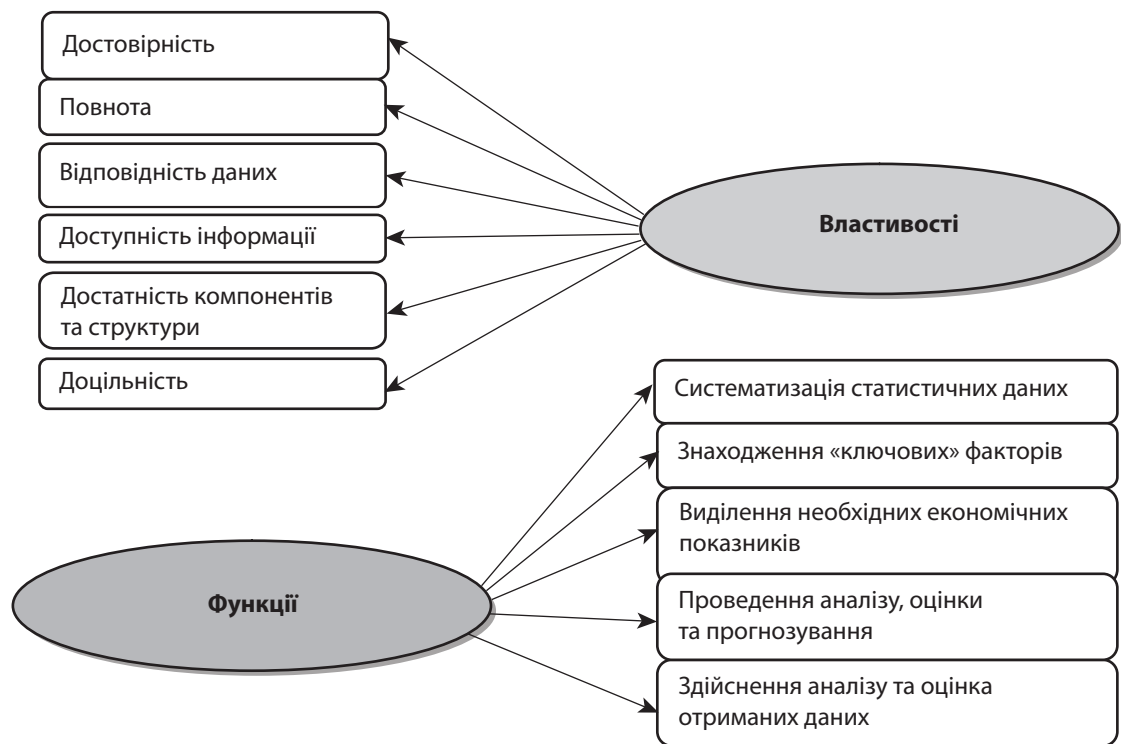 Достовірність
Повнота
Відповідність даних
Доступність інформації
Достатність компонентів
та структури
Доцільність
Властивості
Функції
Систематизація статистичних даних
Знаходження «ключових» факторів
Виділення необхідних економічних
показників
Проведення аналізу, оцінки
та прогнозування
Здійснення аналізу та оцінка
отриманих даних